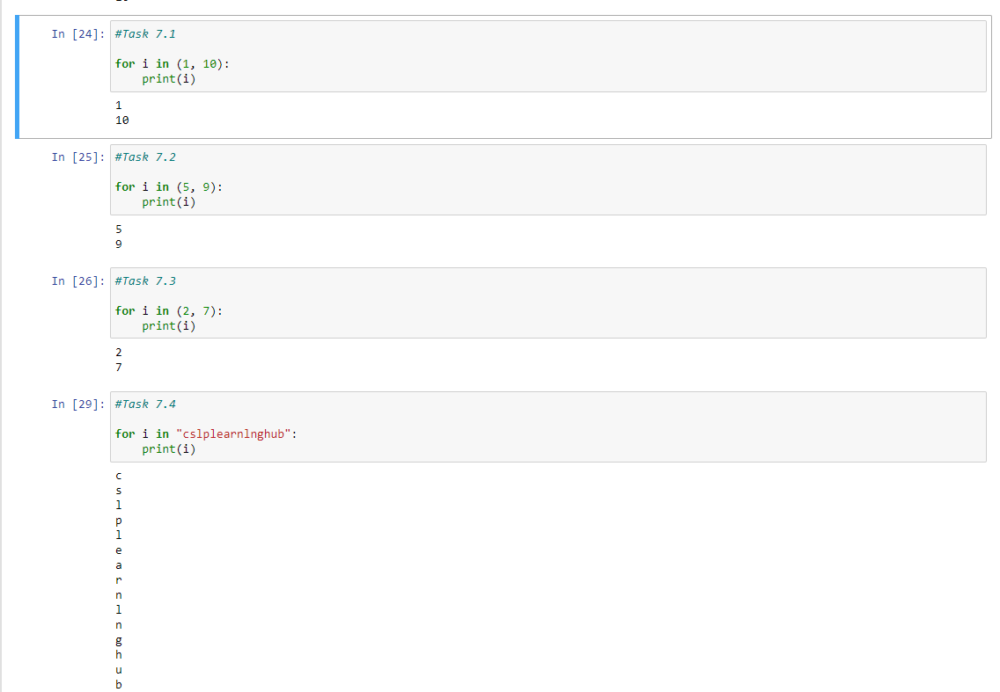 In [24]: #Task 7.1
for i in (1, 10):
    print(i)
1
10
In [25]: #Task 7.2
for i in (5, 9):
    print(i)
5
9
In [26]: #Task 7.3
for i in (2, 7):
    print(i)
2
7
In [29]: #Task 7.4
for i in "cslplearnlnghub":
    print(i)
c
s
l
p
l
e
a
r
n
l
n
g
h
u
b